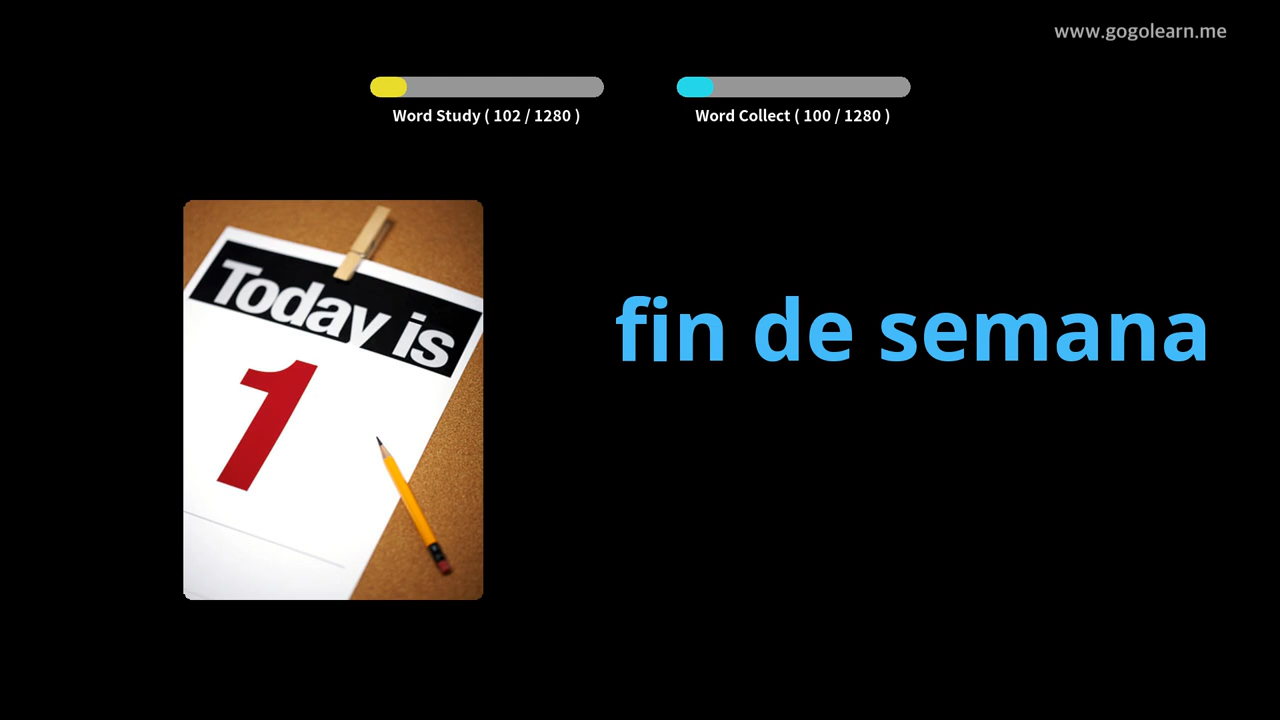 www.gogolearn.me
Word Study ( 102 / 1280 )
Word Collect ( 100 / 1280 )
Today is
1
fin de semana